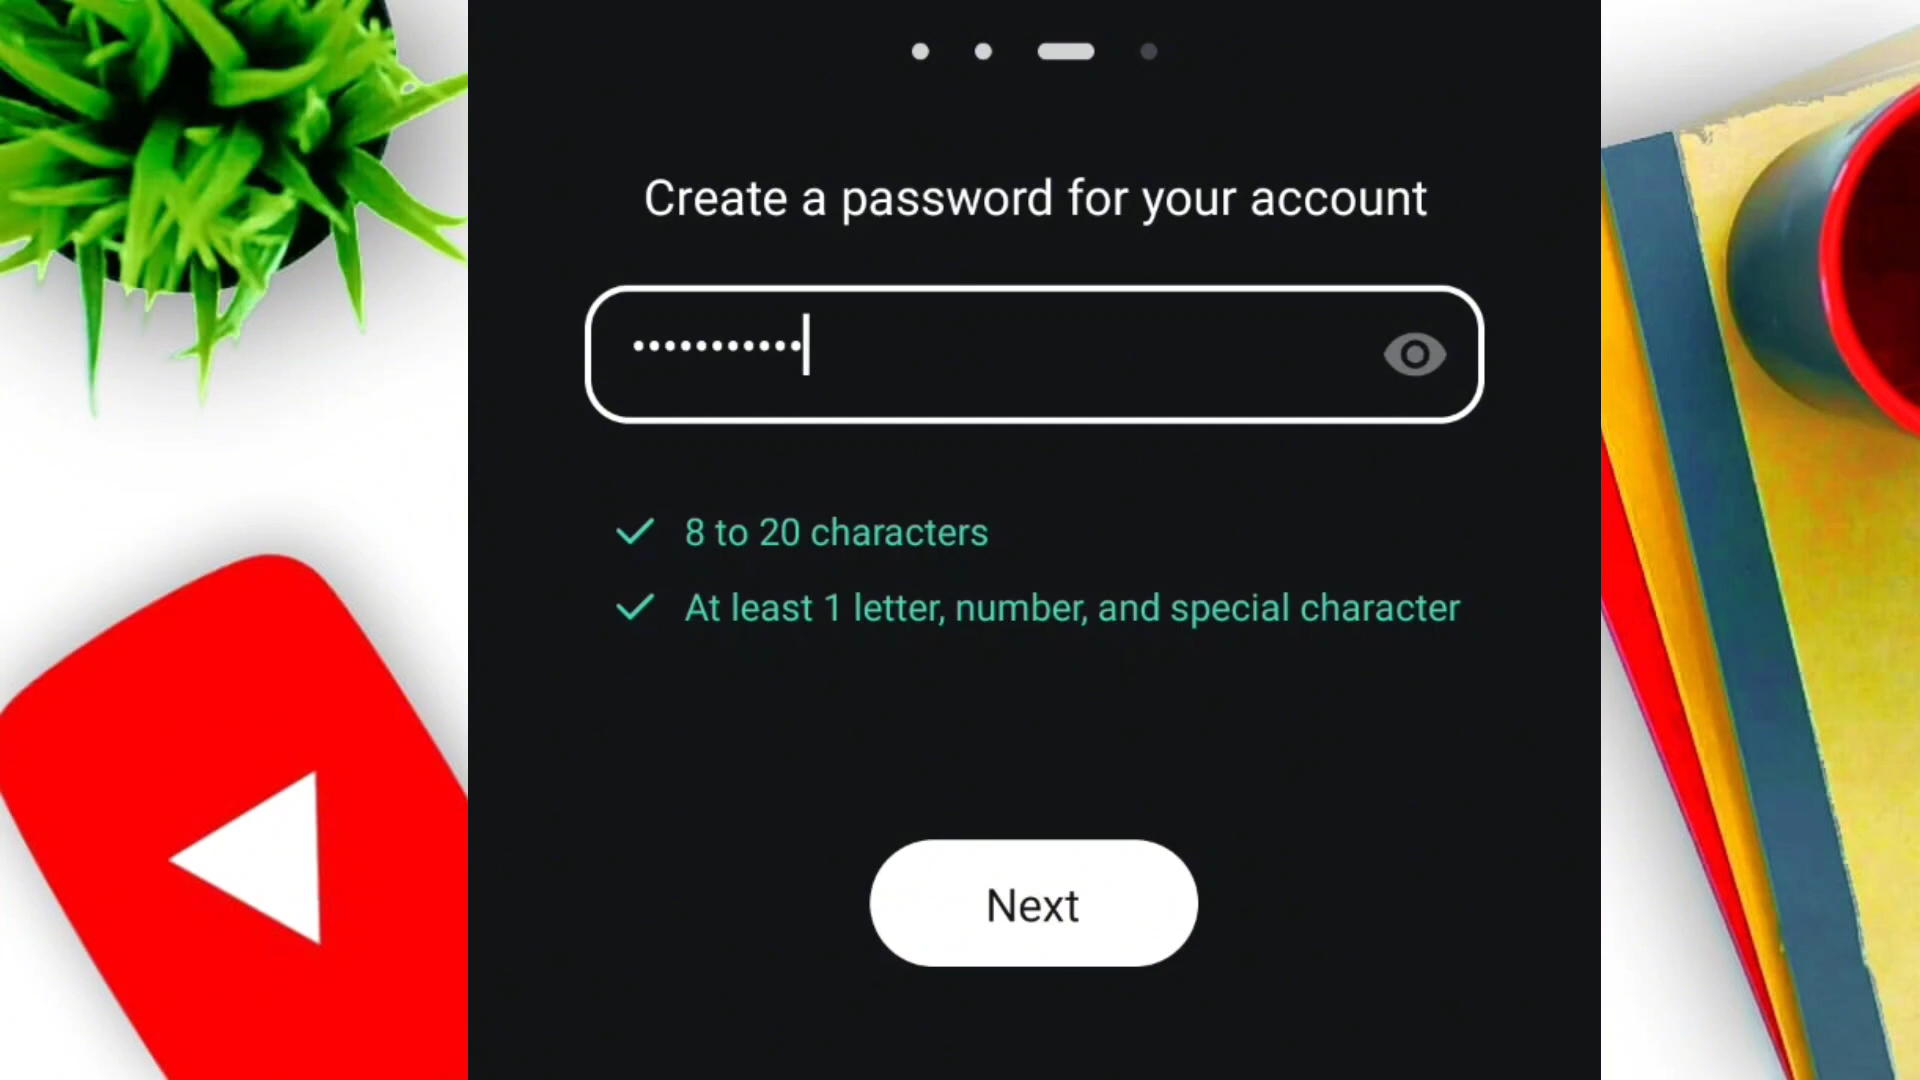 Create a password for your account
•••••••••••
8 to 20 characters
At least 1 letter, number, and special character
Next